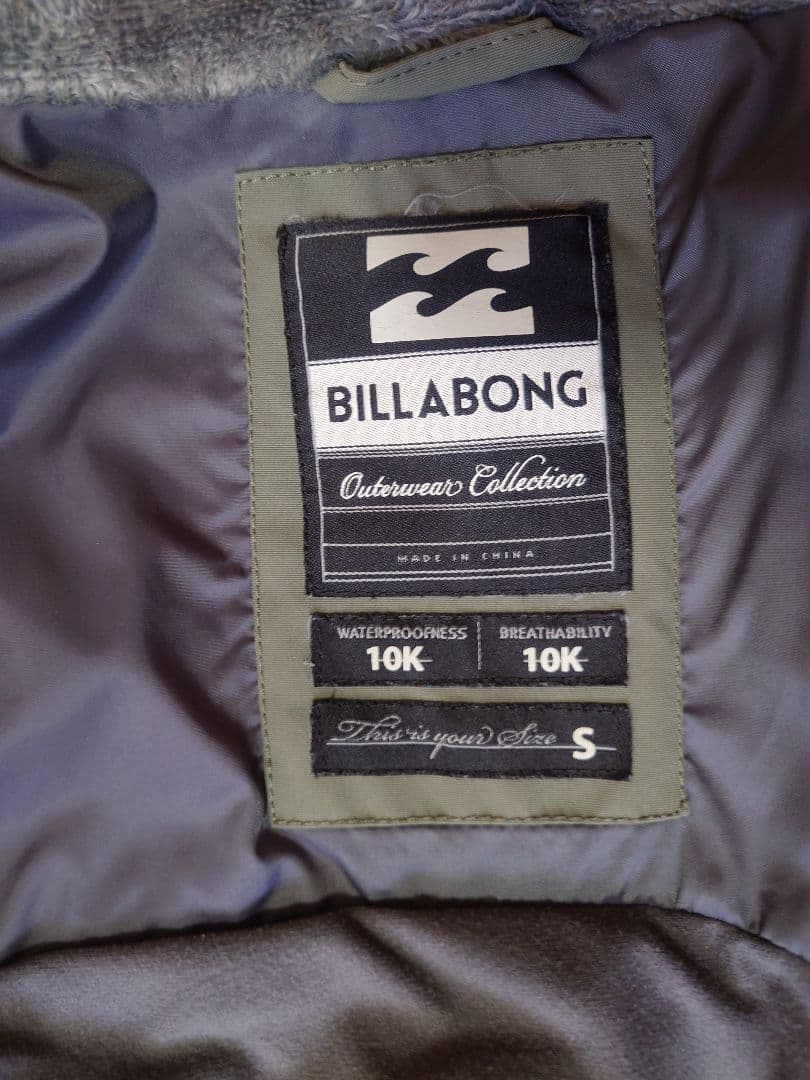 BILLABONG
Outerwear Collection
MADE IN CHINA
WATERPROOFNESS BREATHABILITY
10K 10K
This is your Size S